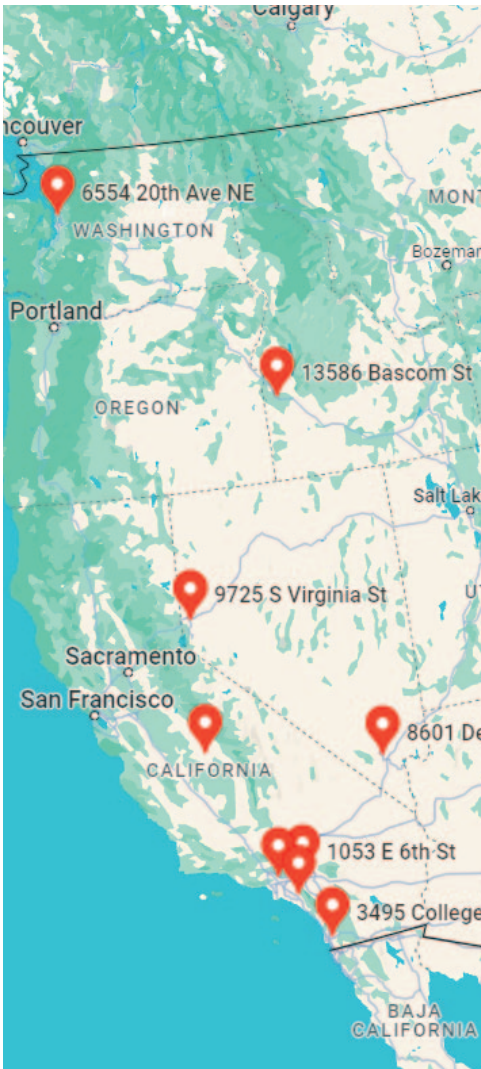 Calgary
ncouver
6554 20th Ave NE
WASHINGTON
MONT
Bozeman
Portland
13586 Bascom St
OREGON
Salt Lak
9725 S Virginia St
UT
Sacramento
San Francisco
8601 De
CALIFORNIA
1053 E 6th St
3495 College
BAJA
CALIFORNIA